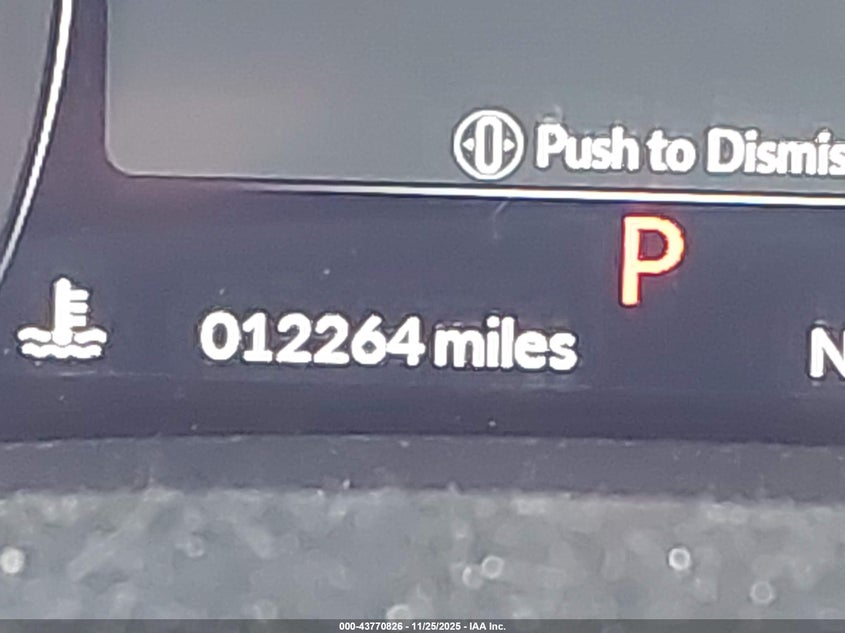 Push to Dismis
P
012264 miles
N
000-43770826 - 11/25/2025 - IAA Inc.